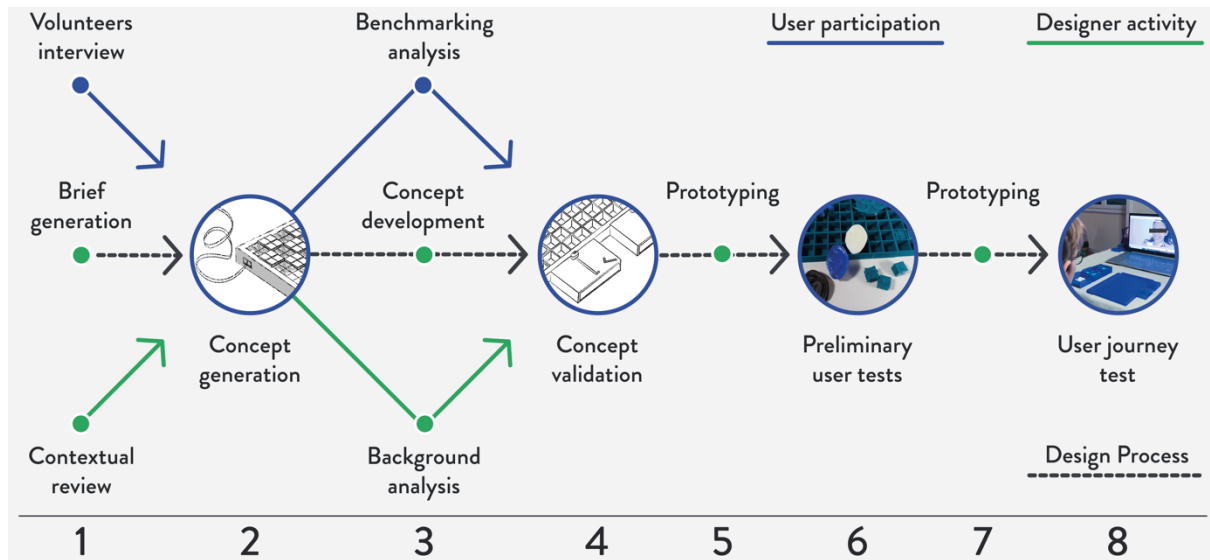 Volunteers
interview
Benchmarking
analysis
User participation
Designer activity
Brief
generation
Concept
development
Prototyping
Prototyping
Concept
generation
Concept
validation
Preliminary
user tests
User journey
test
Contextual
review
Background
analysis
Design Process
1 2 3 4 5 6 7 8